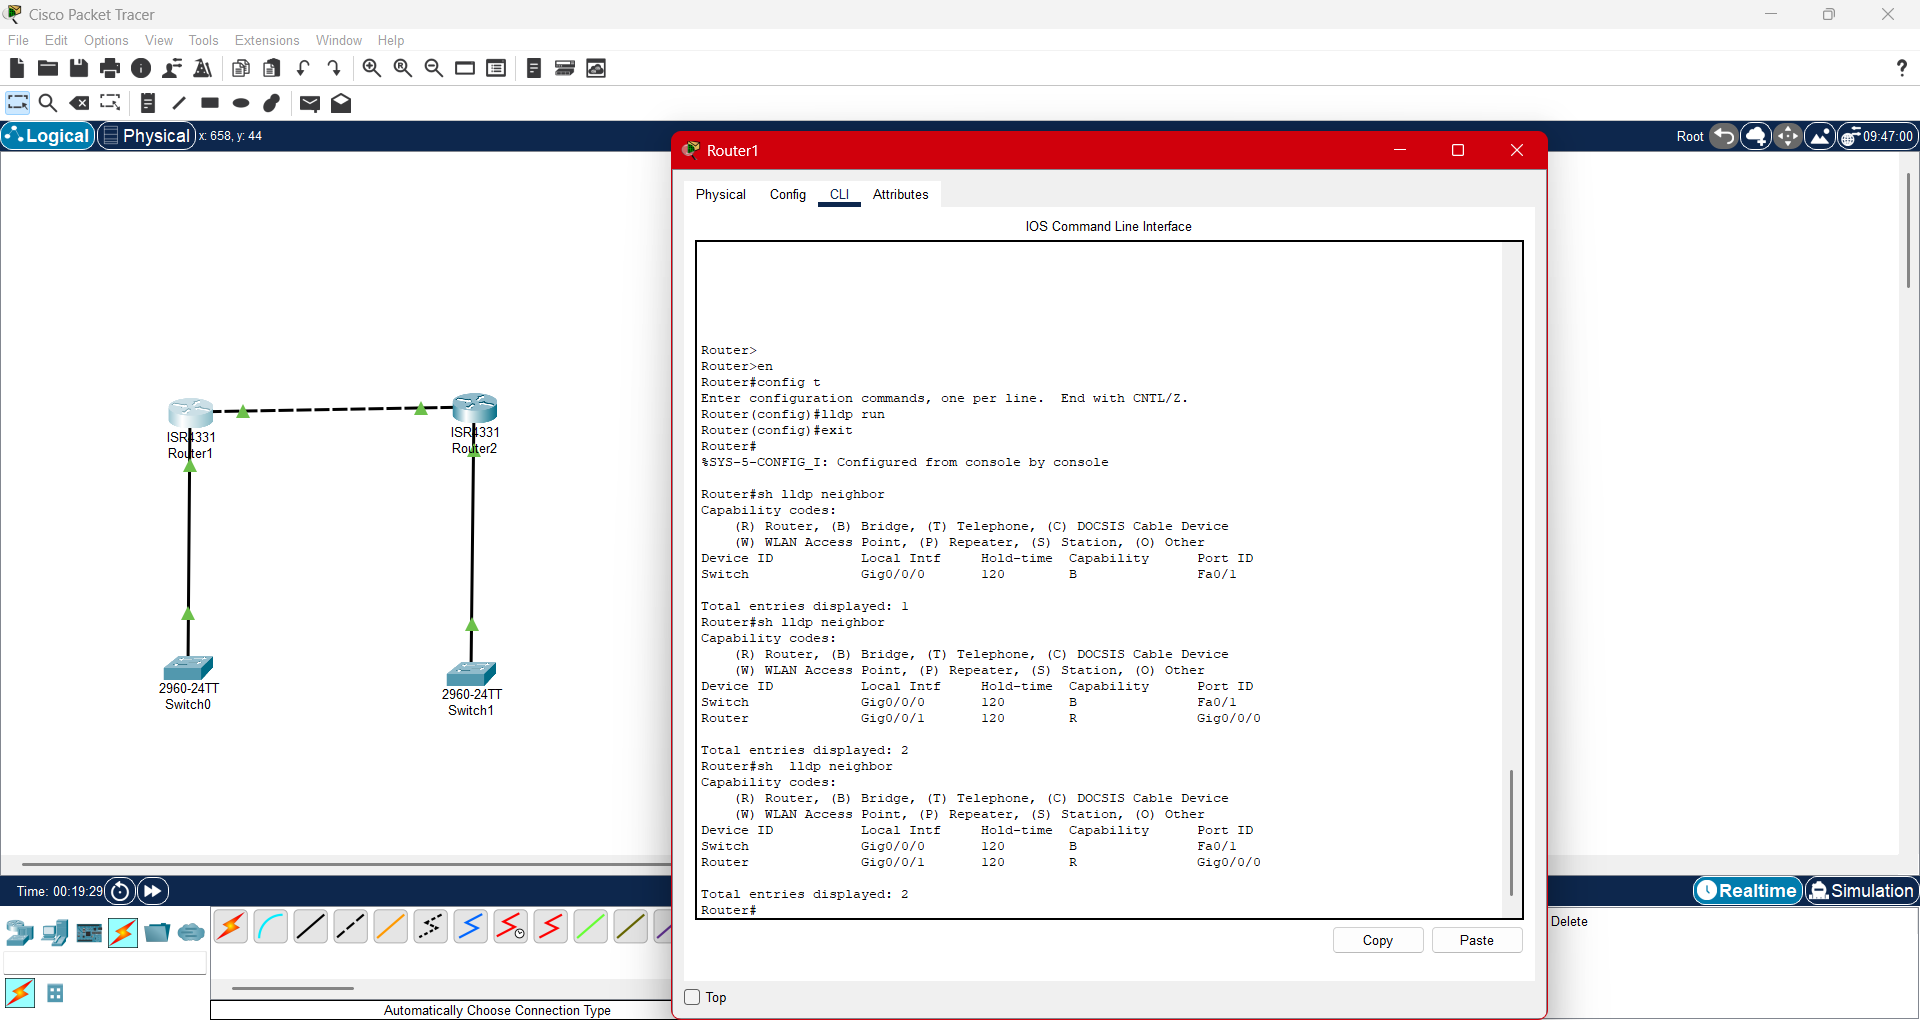 Cisco Packet Tracer
File Edit Options View Tools Extensions Window Help
Logical Physical x: 658, y: 44
Root 09:47:00
ISR4331
Router1
ISR4331
Router2
2960-24TT
Switch0
2960-24TT
Switch1
Router1
Physical Config CLI Attributes
IOS Command Line Interface
Router>
Router>en
Router#config t
Enter configuration commands, one per line.  End with CNTL/Z.
Router(config)#lldp run
Router(config)#exit
Router#
%SYS-5-CONFIG_I: Configured from console by console
Router#sh lldp neighbor
Capability codes:
(R) Router, (B) Bridge, (T) Telephone, (C) DOCSIS Cable Device
(W) WLAN Access Point, (P) Repeater, (S) Station, (O) Other
Device ID Local Intf Hold-time Capability Port ID
Switch Gig0/0/0 120 B Fa0/1
Total entries displayed: 1
Router#sh lldp neighbor
Capability codes:
(R) Router, (B) Bridge, (T) Telephone, (C) DOCSIS Cable Device
(W) WLAN Access Point, (P) Repeater, (S) Station, (O) Other
Device ID Local Intf Hold-time Capability Port ID
Switch Gig0/0/0 120 B Fa0/1
Router Gig0/0/1 120 R Gig0/0/0
Total entries displayed: 2
Router#sh  lldp neighbor
Capability codes:
(R) Router, (B) Bridge, (T) Telephone, (C) DOCSIS Cable Device
(W) WLAN Access Point, (P) Repeater, (S) Station, (O) Other
Device ID Local Intf Hold-time Capability Port ID
Switch Gig0/0/0 120 B Fa0/1
Router Gig0/0/1 120 R Gig0/0/0
Total entries displayed: 2
Router#
Copy Paste
Top
Time: 00:19:29
Realtime Simulation
Delete
Automatically Choose Connection Type